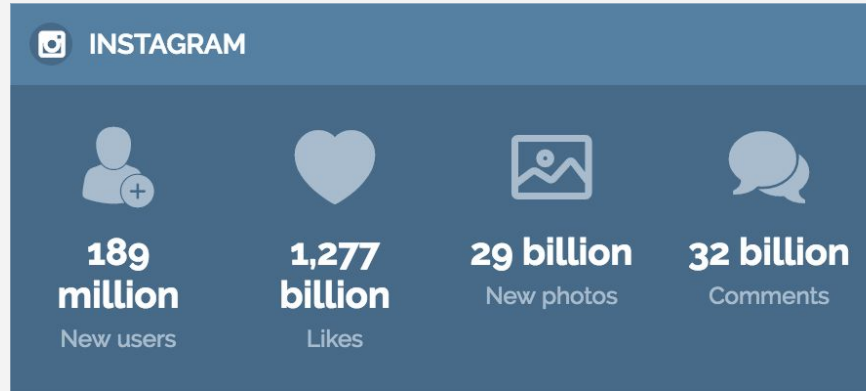 INSTAGRAM
189
million
New users
1,277
billion
Likes
29 billion
New photos
32 billion
Comments